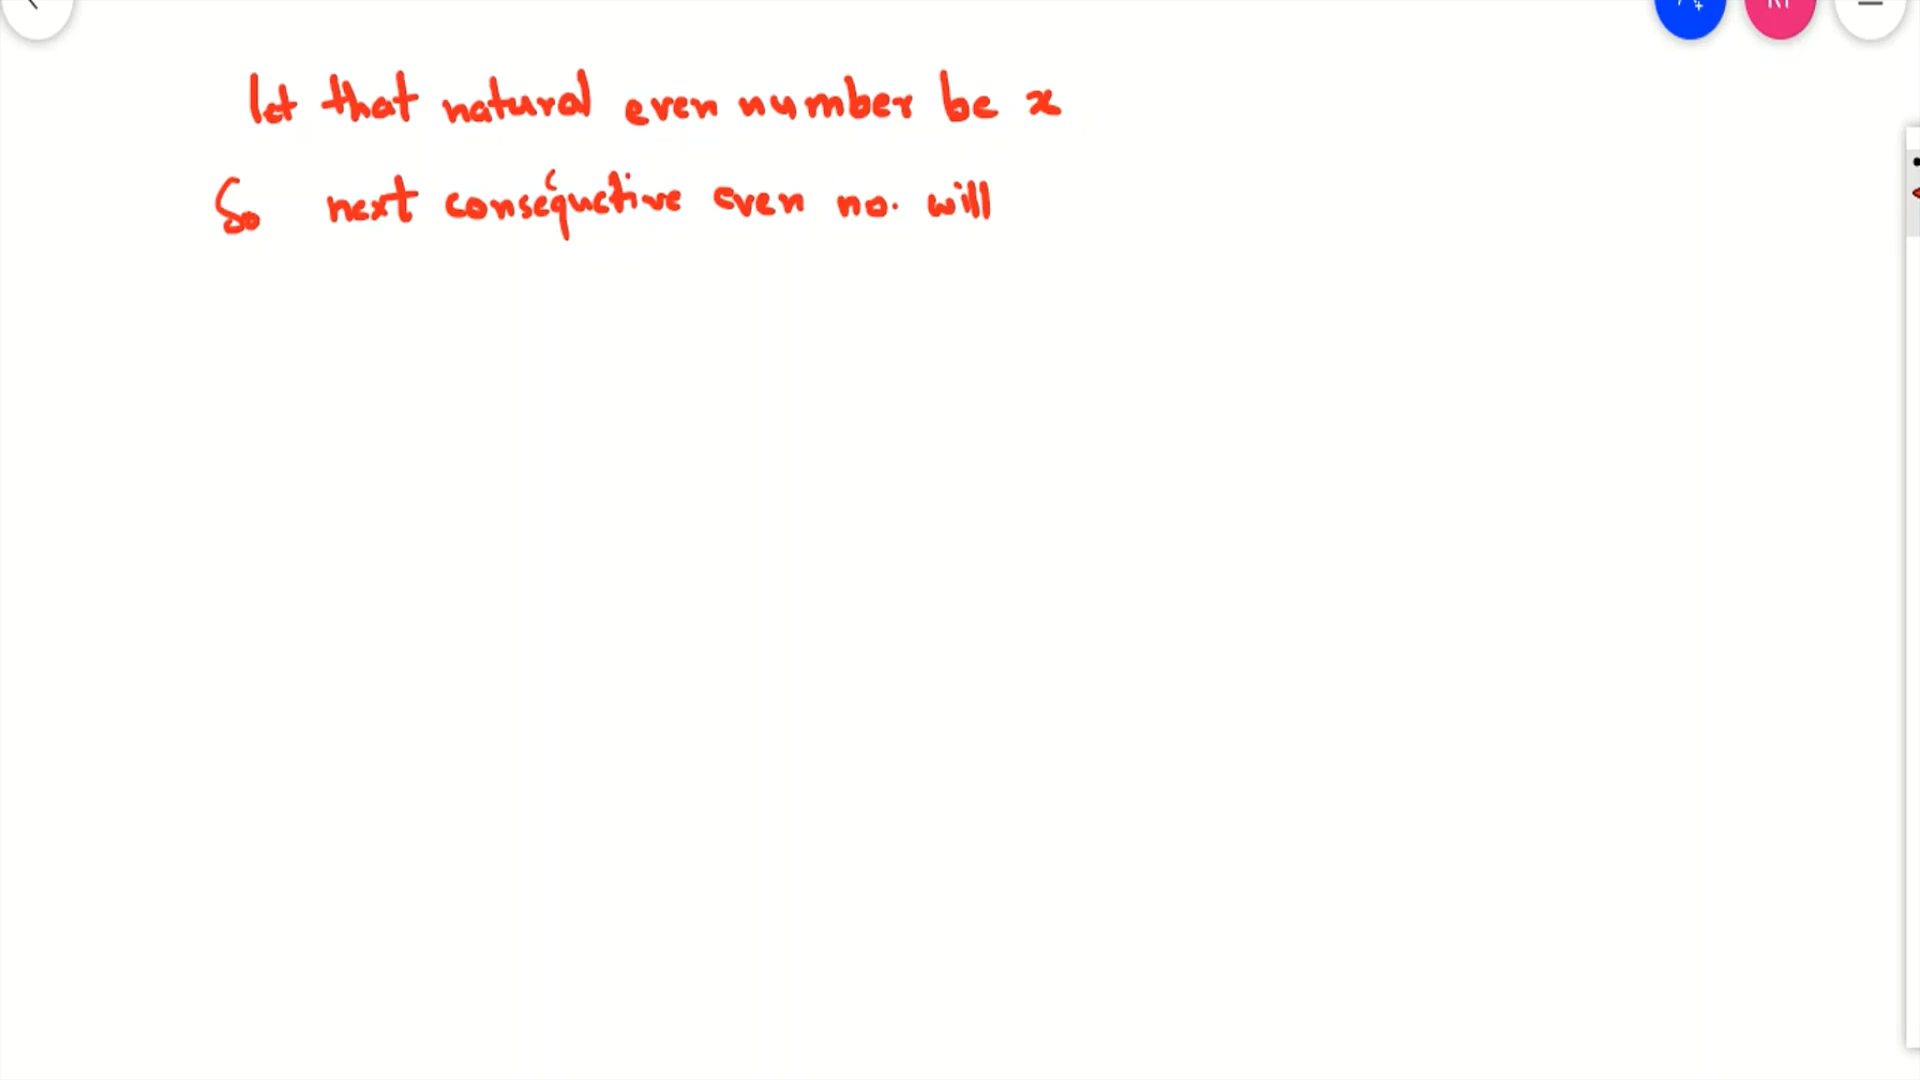 let that natural even number be x
So next consequctive even no. will